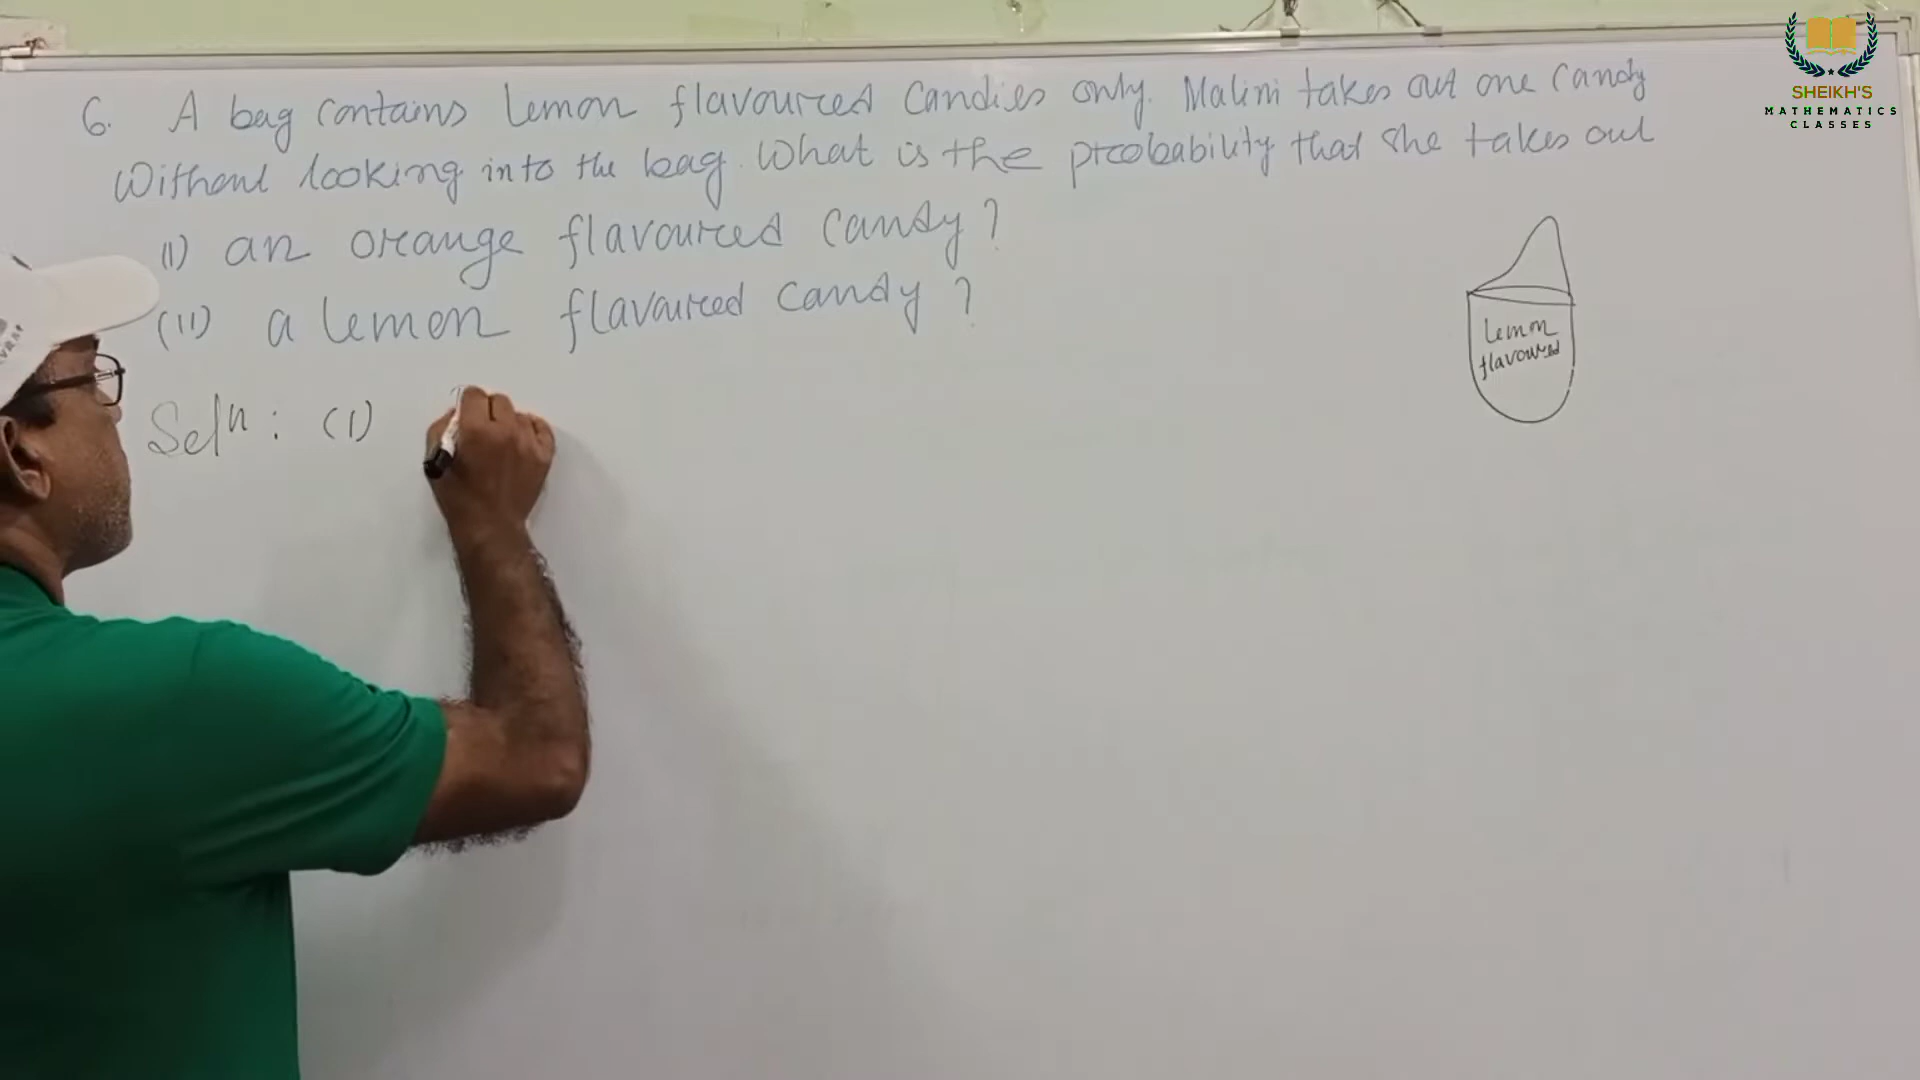 6. A bag contains lemon flavoured candies only. Malini takes out one candy
without looking into the bag. What is the probability that she takes out
(I) an orange flavoured candy?
(II) a lemon flavoured candy?
Solⁿ: (I)
lemon
flavoured
SHEIKH'S
MATHEMATICS
CLASSES